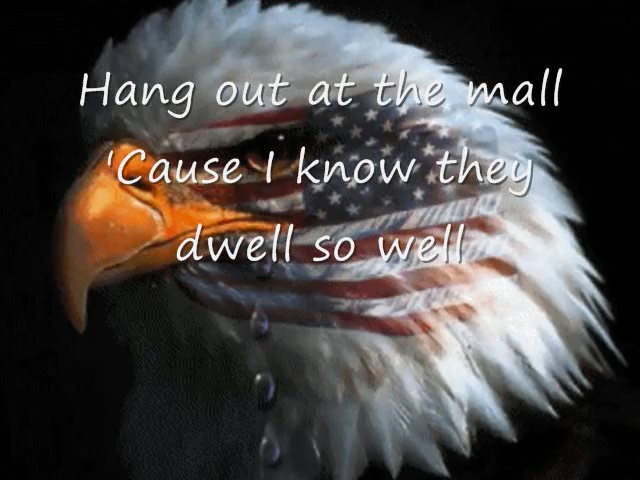 Hang out at the mall
'Cause I know they
dwell so well